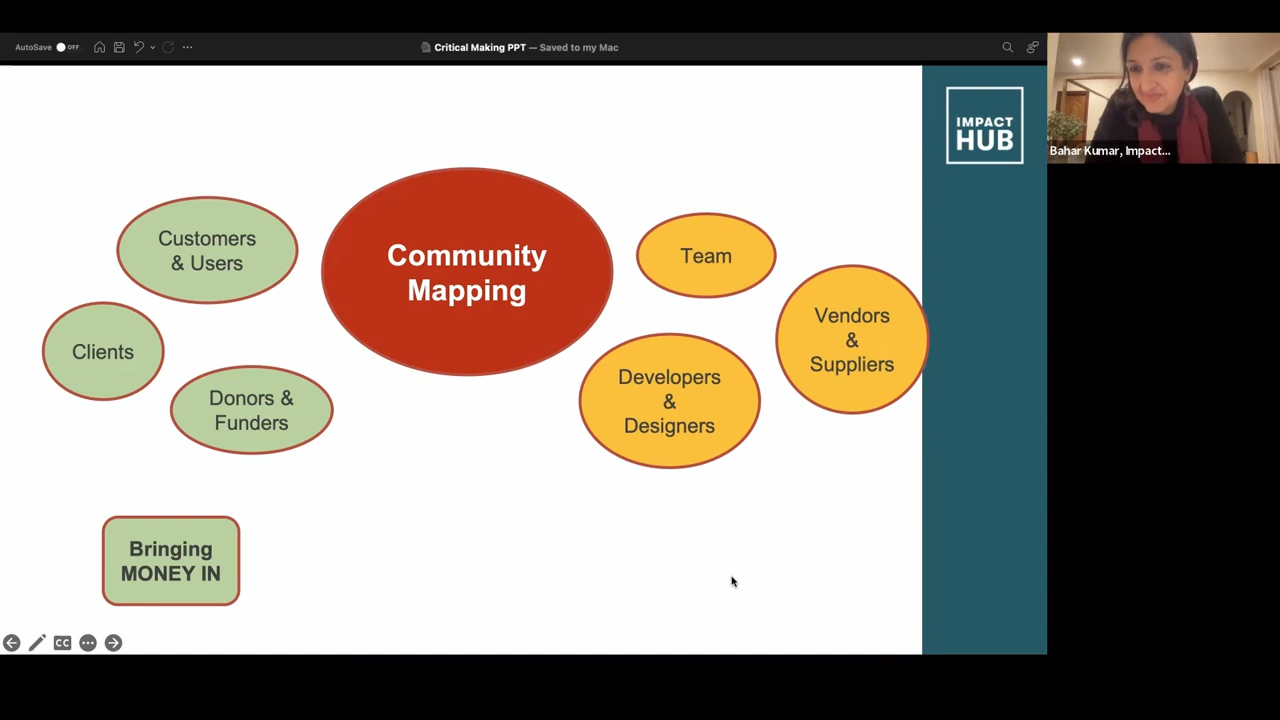 AutoSave OFF
Critical Making PPT — Saved to my Mac
IMPACT
HUB
Bahar Kumar, Impact...
Customers
& Users
Community
Mapping
Team
Clients
Vendors
&
Suppliers
Donors &
Funders
Developers
&
Designers
Bringing
MONEY IN
CC